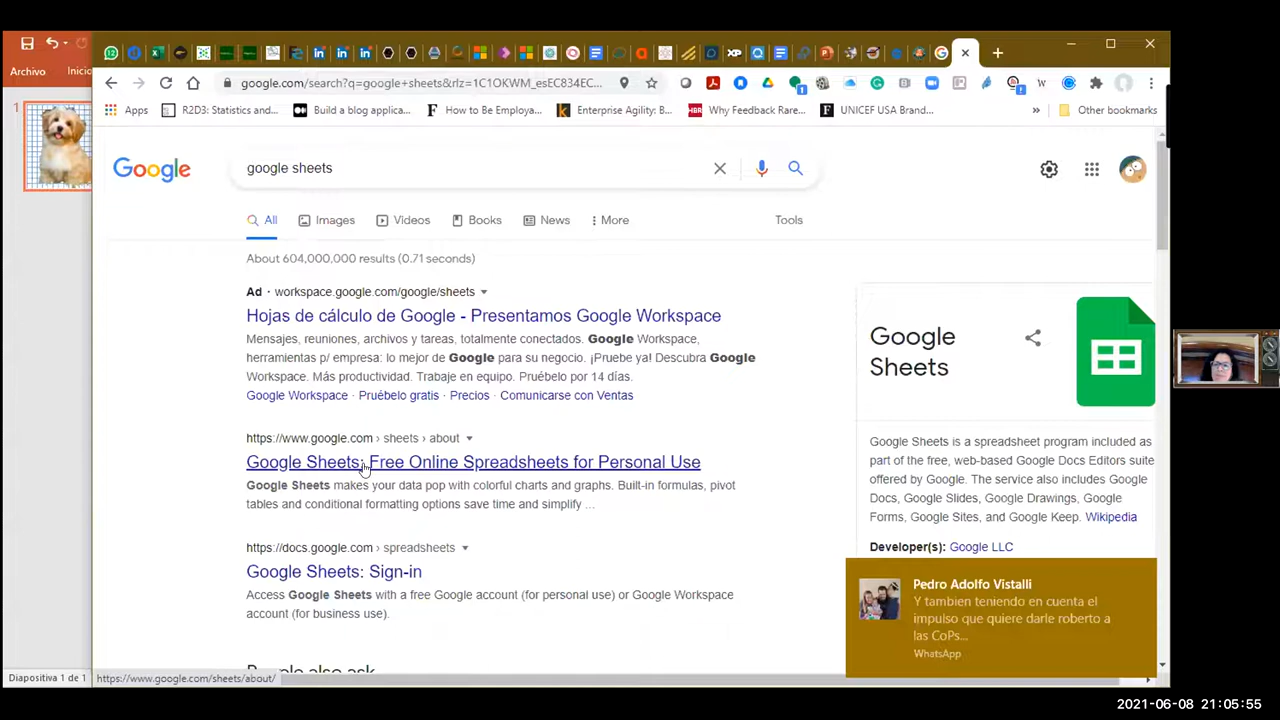 Archivo
Inicio
12
XP
google.com/search?q=google+sheets&rlz=1C1OKWM_esEC834EC...
Apps
R2D3: Statistics and...
Build a blog applica...
How to Be Enterpreneur...
Enterprise Agility: B...
Why Feedback Rare...
UNICEF USA Brand...
»
Other bookmarks
1
Google
google sheets
All
Images
Videos
Books
News
More
Tools
About 604,000,000 results (0.71 seconds)
Ad · workspace.google.com/google/sheets
Hojas de cálculo de Google - Presentamos Google Workspace
Mensajes, reuniones, archivos y tareas, totalmente conectados. Google Workspace,
herramientas p/ empresa: lo mejor de Google para su negocio. ¡Pruebe ya! Descubra Google
Workspace. Más productividad. Trabaje en equipo. Pruébelo por 14 días.
Google Workspace · Pruébelo gratis · Precios · Comunicarse con Ventas
https://www.google.com › sheets › about
Google Sheets: Free Online Spreadsheets for Personal Use
Google Sheets makes your data pop with colorful charts and graphs. Built-in formulas, pivot
tables and conditional formatting options save time and simplify ...
https://docs.google.com › spreadsheets
Google Sheets: Sign-in
Access Google Sheets with a free Google account (for personal use) or Google Workspace
account (for business use).
People also ask
Google
Sheets
Google Sheets is a spreadsheet program included as
part of the free, web-based Google Docs Editors suite
offered by Google. The service also includes Google
Docs, Google Slides, Google Drawings, Google
Forms, Google Sites, and Google Keep. Wikipedia
Developer(s): Google LLC
Pedro Adolfo Vistalli
Y tambien teniendo en cuenta el
impulso que quiere darle roberto a
las CoPs...
WhatsApp
Diapositiva 1 de 1
https://www.google.com/sheets/about/
2021-06-08 21:05:55